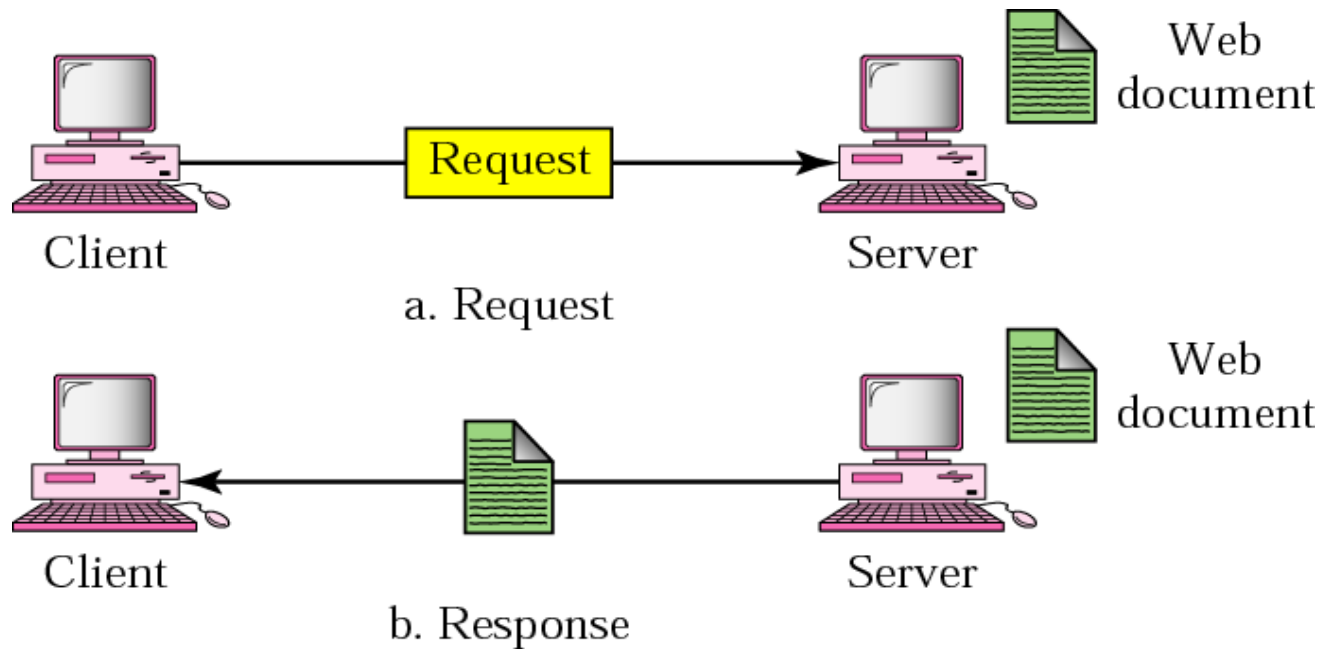 Web
document
Request
Client
Server
a. Request
Web
document
Client
Server
b. Response